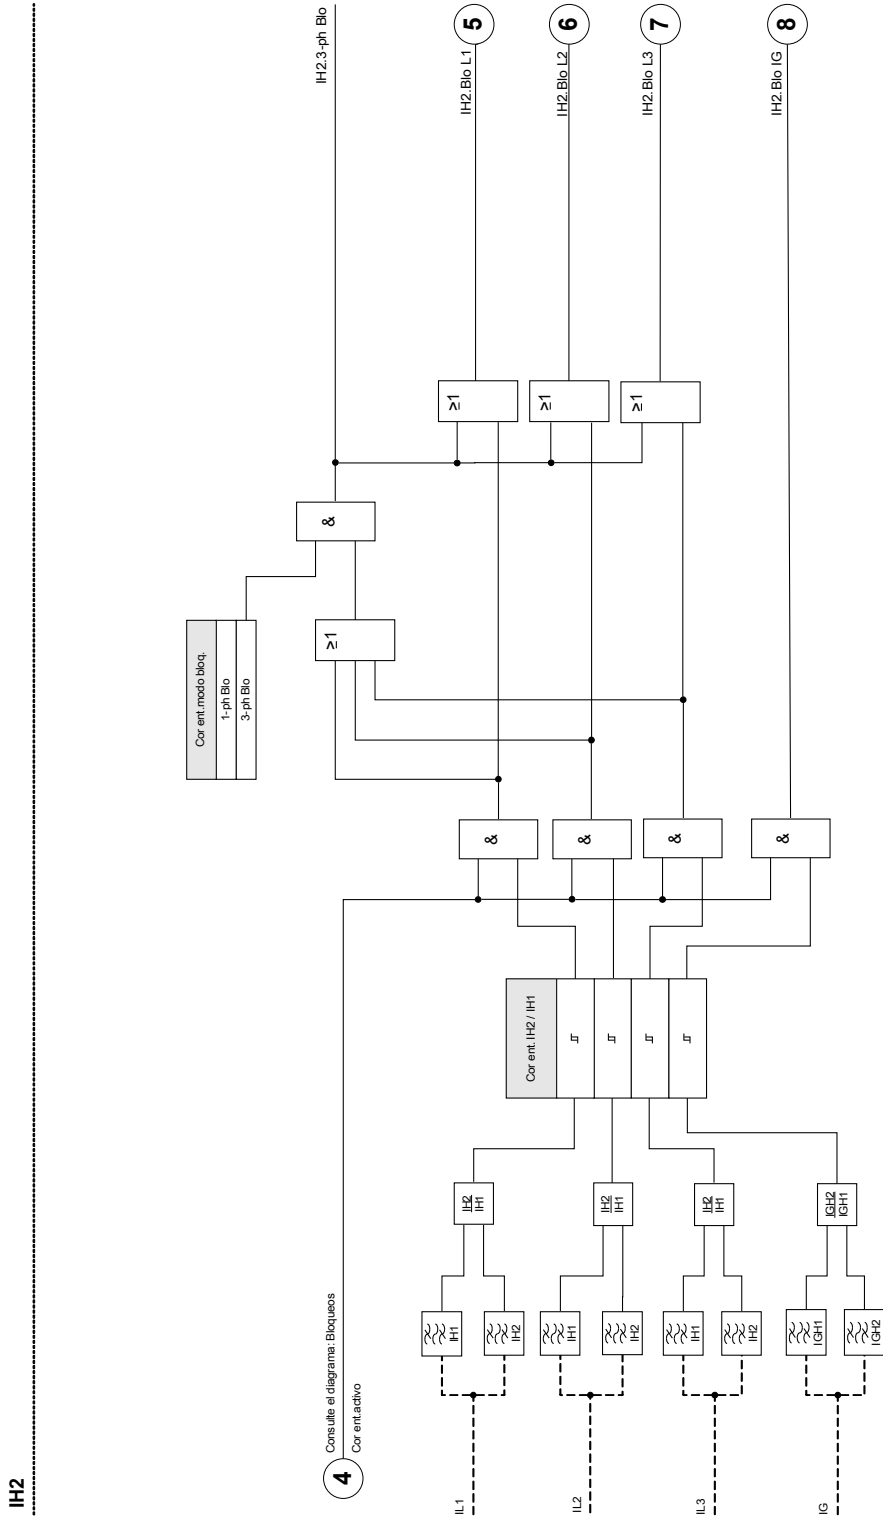 IH2
4
Consulte el diagrama: Bloqueos
Cor ent.activo
IL1
IL2
IL3
IG
IH1
IH2
IH1
IH2
IH1
IH2
IGH1
IGH2
IH2
IH1
IH2
IH1
IH2
IH1
IGH2
IGH1
Cor ent. IH2 / IH1
&
&
&
&
Cor ent.modo bloq.
1-ph Blo
3-ph Blo
≥1
&
≥1
≥1
≥1
IH2.3-ph Blo
IH2.Blo L1
5
IH2.Blo L2
6
IH2.Blo L3
7
IH2.Blo IG
8